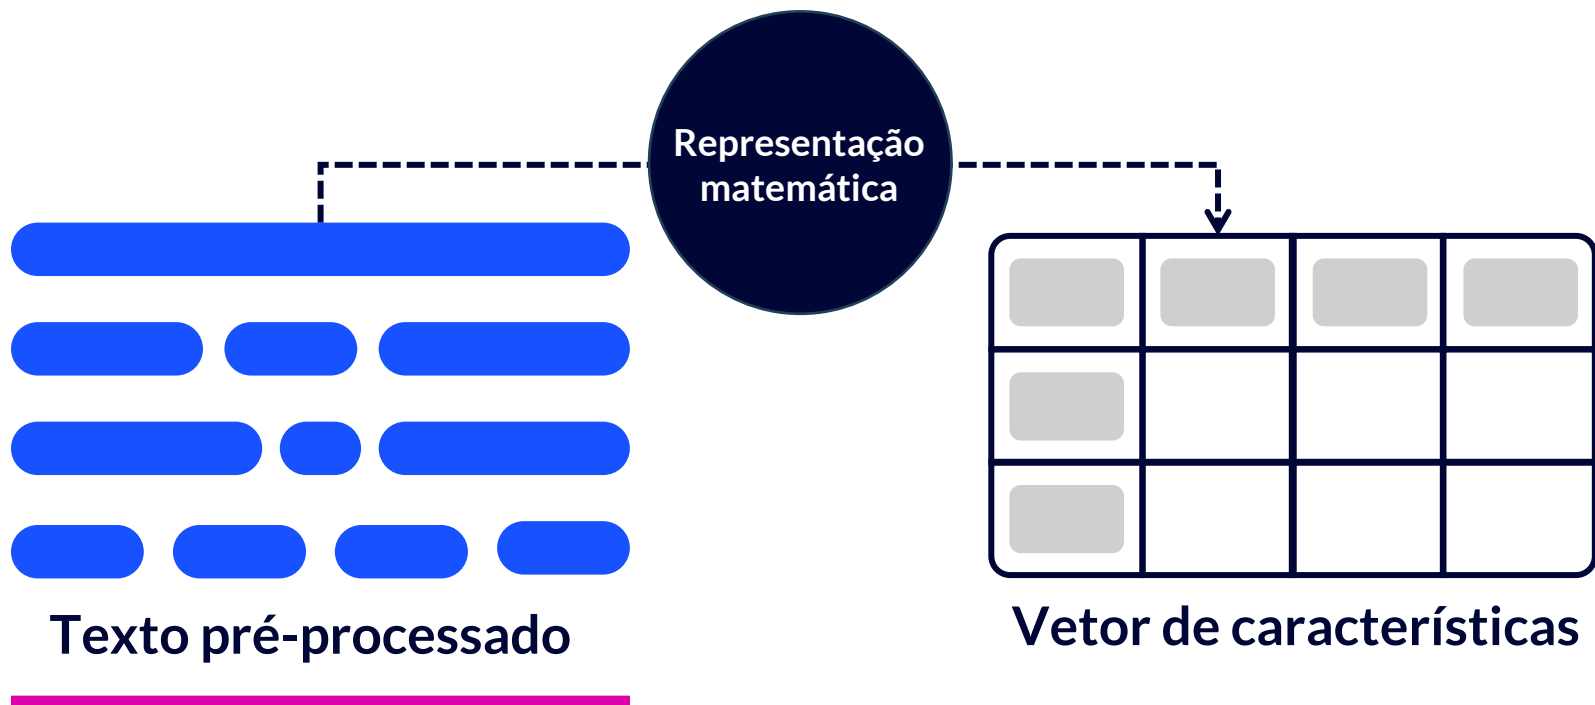 Representação
matemática
Texto pré-processado
Vetor de características